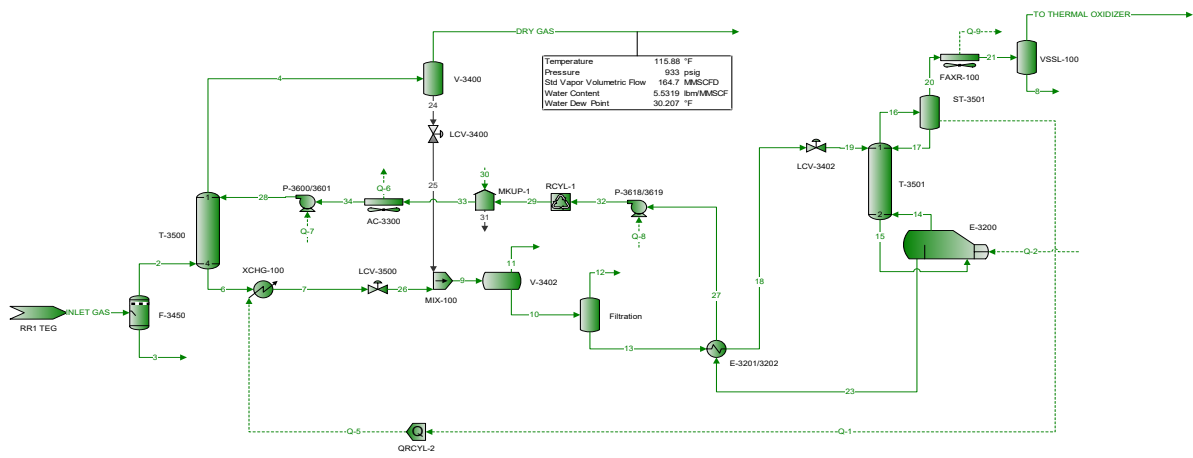 TO THERMAL OXIDIZER
Q-9
DRY GAS
21
VSSL-100
FAXR-100
Temperature 115.88 °F
Pressure 933 psig
Std Vapor Volumetric Flow 164.7 MMSCFD
Water Content 5.5319 lbm/MMSCF
Water Dew Point 30.207 °F
4
V-3400
20
8
24
ST-3501
16
LCV-3400
17
LCV-3402
19
1
T-3501
25
30
Q-6
MKUP-1
RCYL-1
P-3618/3619
P-3600/3601
28
34
33
29
32
1
AC-3300
31
2
14
E-3200
T-3500
Q-7
Q-8
15
Q-2
4
2
XCHG-100
LCV-3500
11
6
7
26
9
V-3402
12
18
27
MIX-100
INLET GAS
F-3450
RR1 TEG
10
Filtration
13
3
E-3201/3202
23
Q-5
Q
Q-1
QRCYL-2